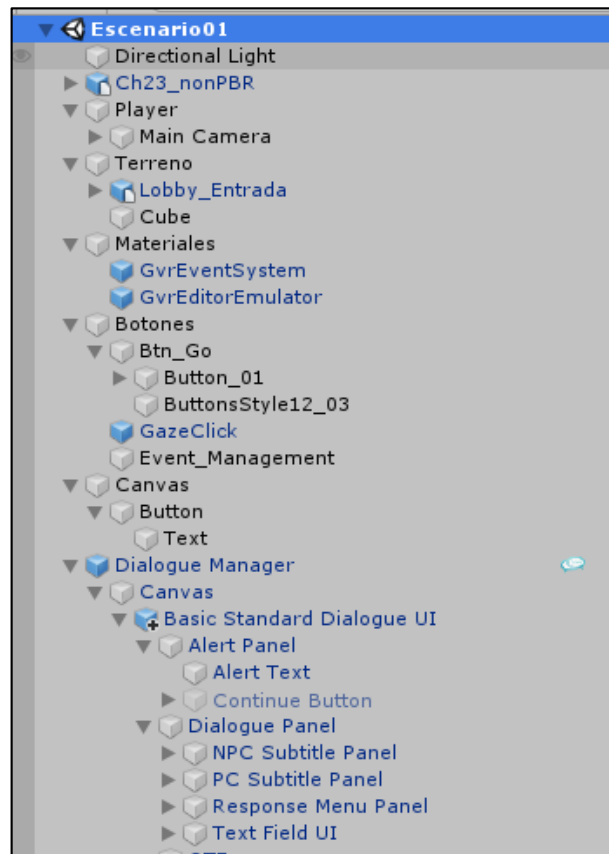 Escenario01
Directional Light
Ch23_nonPBR
Player
Main Camera
Terreno
Lobby_Entrada
Cube
Materiales
GvrEventSystem
GvrEditorEmulator
Botones
Btn_Go
Button_01
ButtonsStyle12_03
GazeClick
Event_Management
Canvas
Button
Text
Dialogue Manager
Canvas
Basic Standard Dialogue UI
Alert Panel
Alert Text
Continue Button
Dialogue Panel
NPC Subtitle Panel
PC Subtitle Panel
Response Menu Panel
Text Field UI